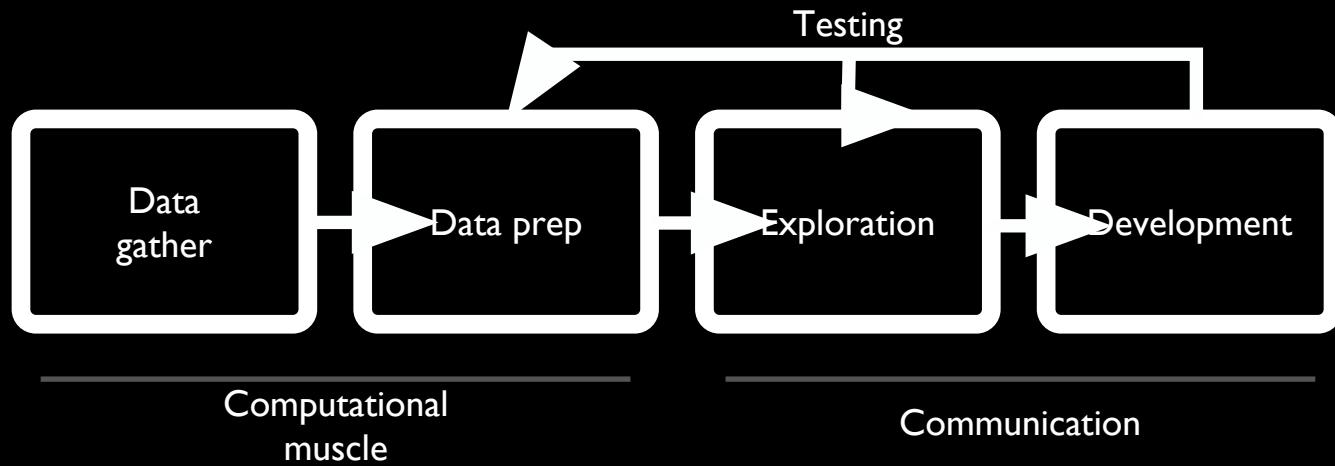 Testing
Data
gather
Data prep
Exploration
Development
Computational
muscle
Communication